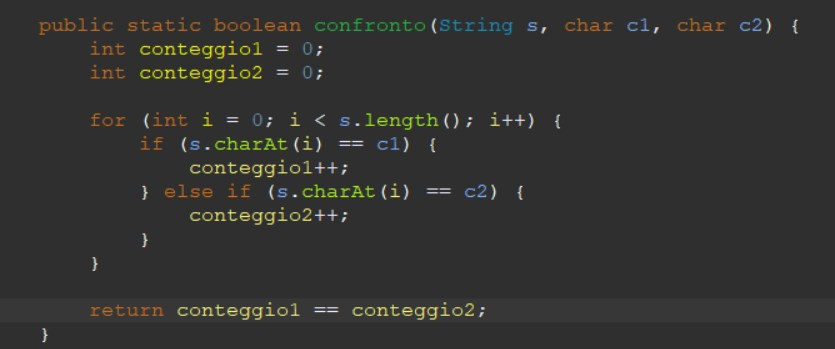 public static boolean confronto(String s, char c1, char c2) {
    int conteggio1 = 0;
    int conteggio2 = 0;

    for (int i = 0; i < s.length(); i++) {
        if (s.charAt(i) == c1) {
            conteggio1++;
        } else if (s.charAt(i) == c2) {
            conteggio2++;
        }
    }

    return conteggio1 == conteggio2;
}